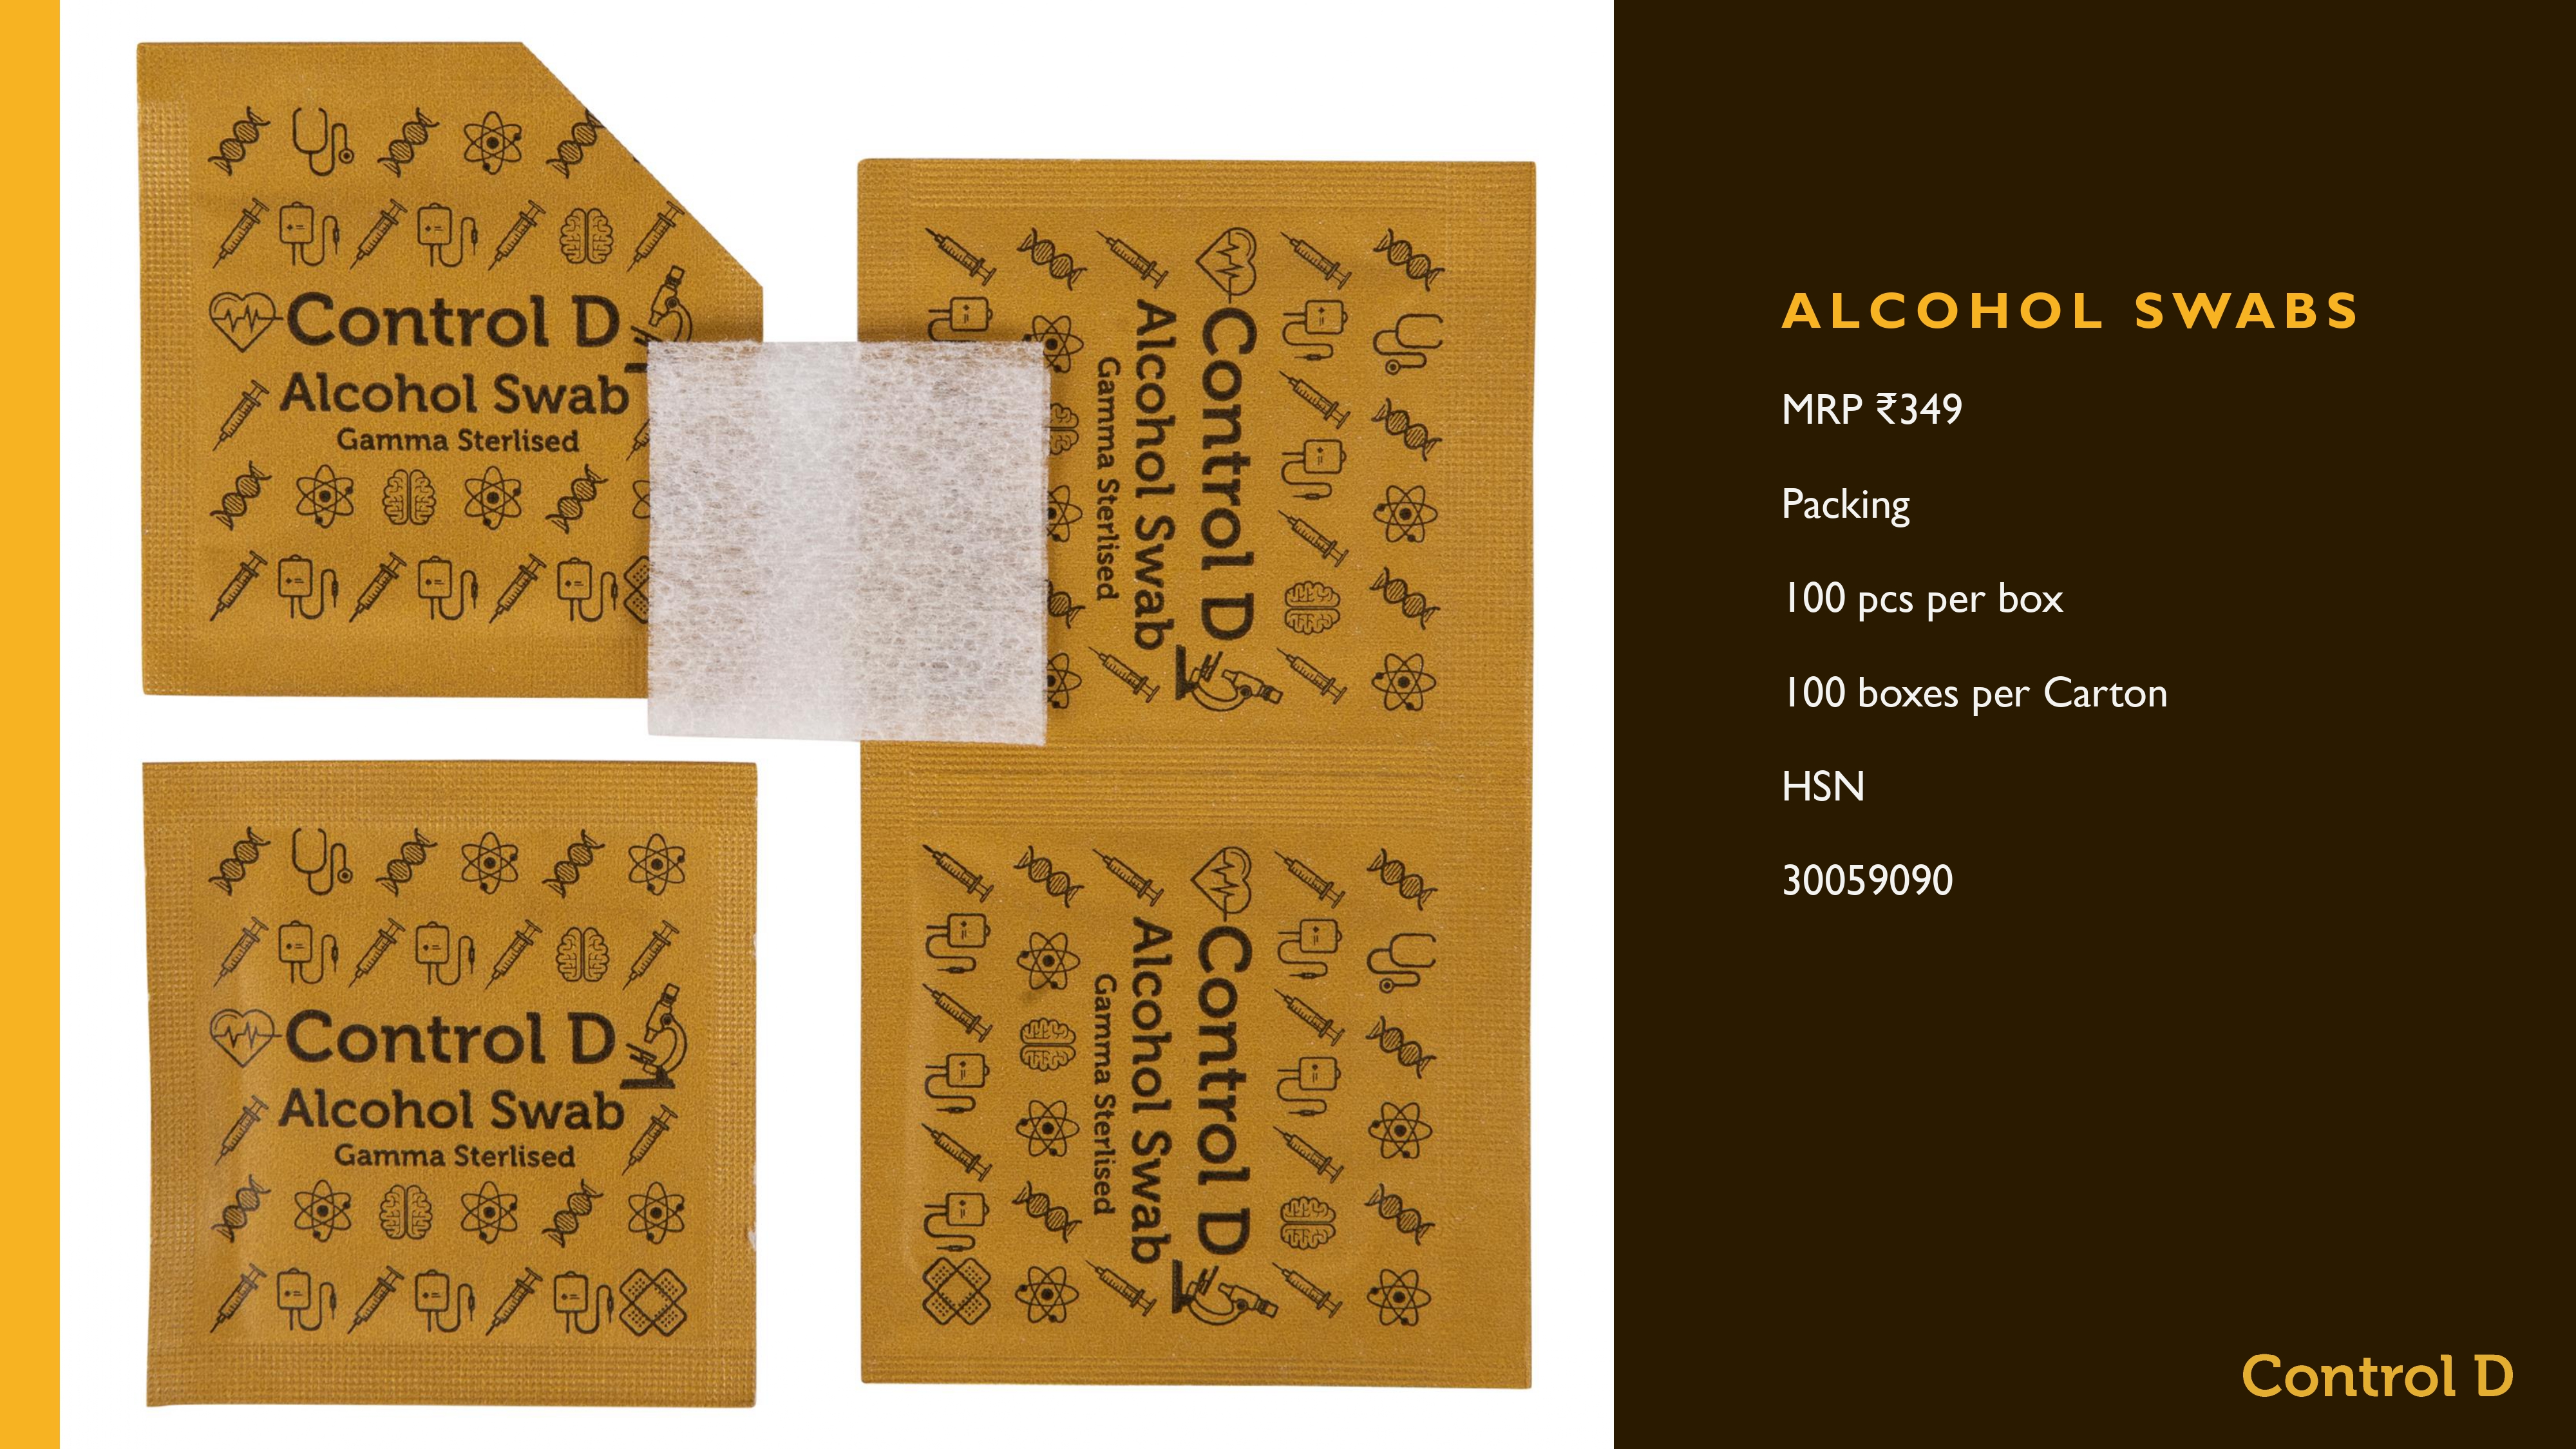 Control D
Alcohol Swab
Gamma Sterlised
Control D
Alcohol Swab
Gamma Sterlised
Control D
Alcohol Swab
Gamma Sterlised
Control D
Alcohol Swab
Gamma Sterlised
ALCOHOL SWABS
MRP ₹349
Packing
100 pcs per box
100 boxes per Carton
HSN
30059090
Control D